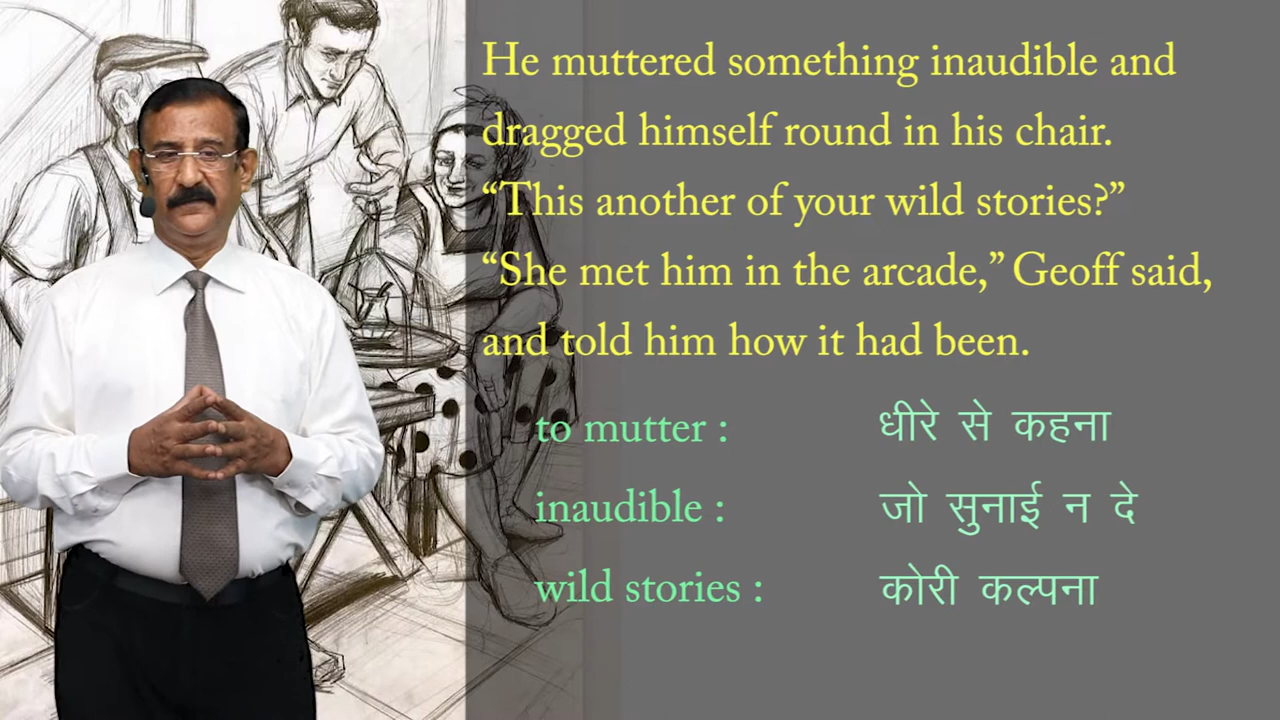 He muttered something inaudible and
dragged himself round in his chair.
“This another of your wild stories?”
“She met him in the arcade,” Geoff said,
and told him how it had been.
to mutter : धीरे से कहना
inaudible : जो सुनाई न दे
wild stories : कोरी कल्पना